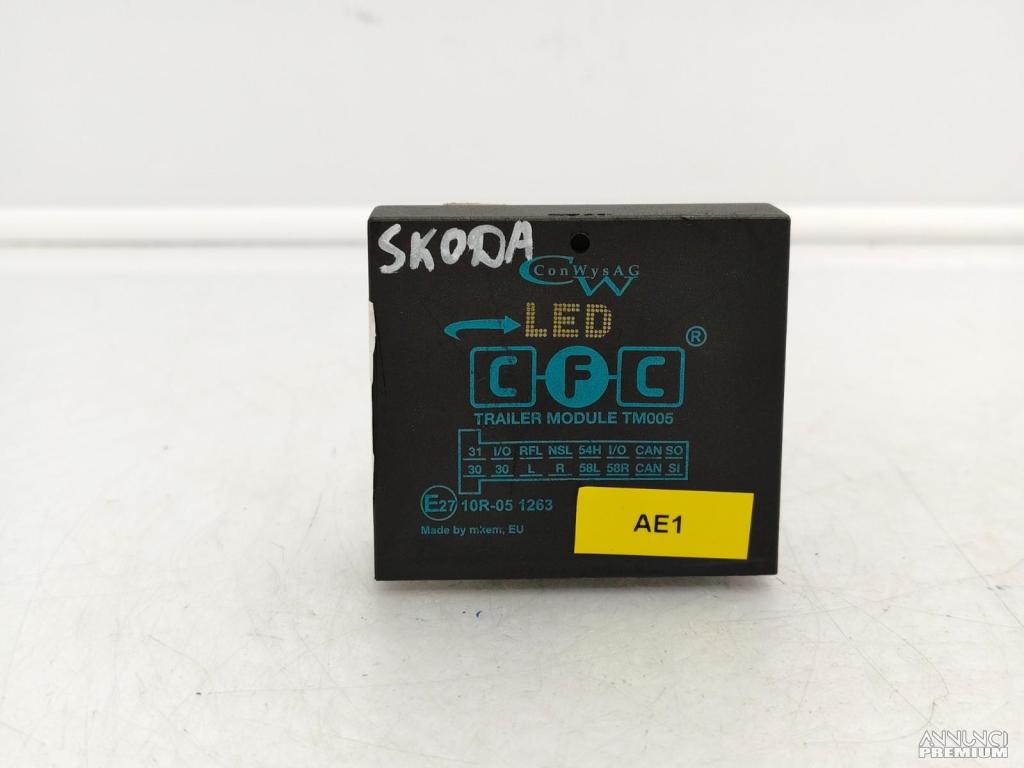 SKODA
ConWysAG
CW
LED
CFC®
TRAILER MODULE TM005
31 I/O RFL NSL 54H I/O CAN SO
30 30 L R 58L 58R CAN SI
E27 10R-05 1263
Made by mkem, EU
AE1
ANNUNCI
PREMIUM